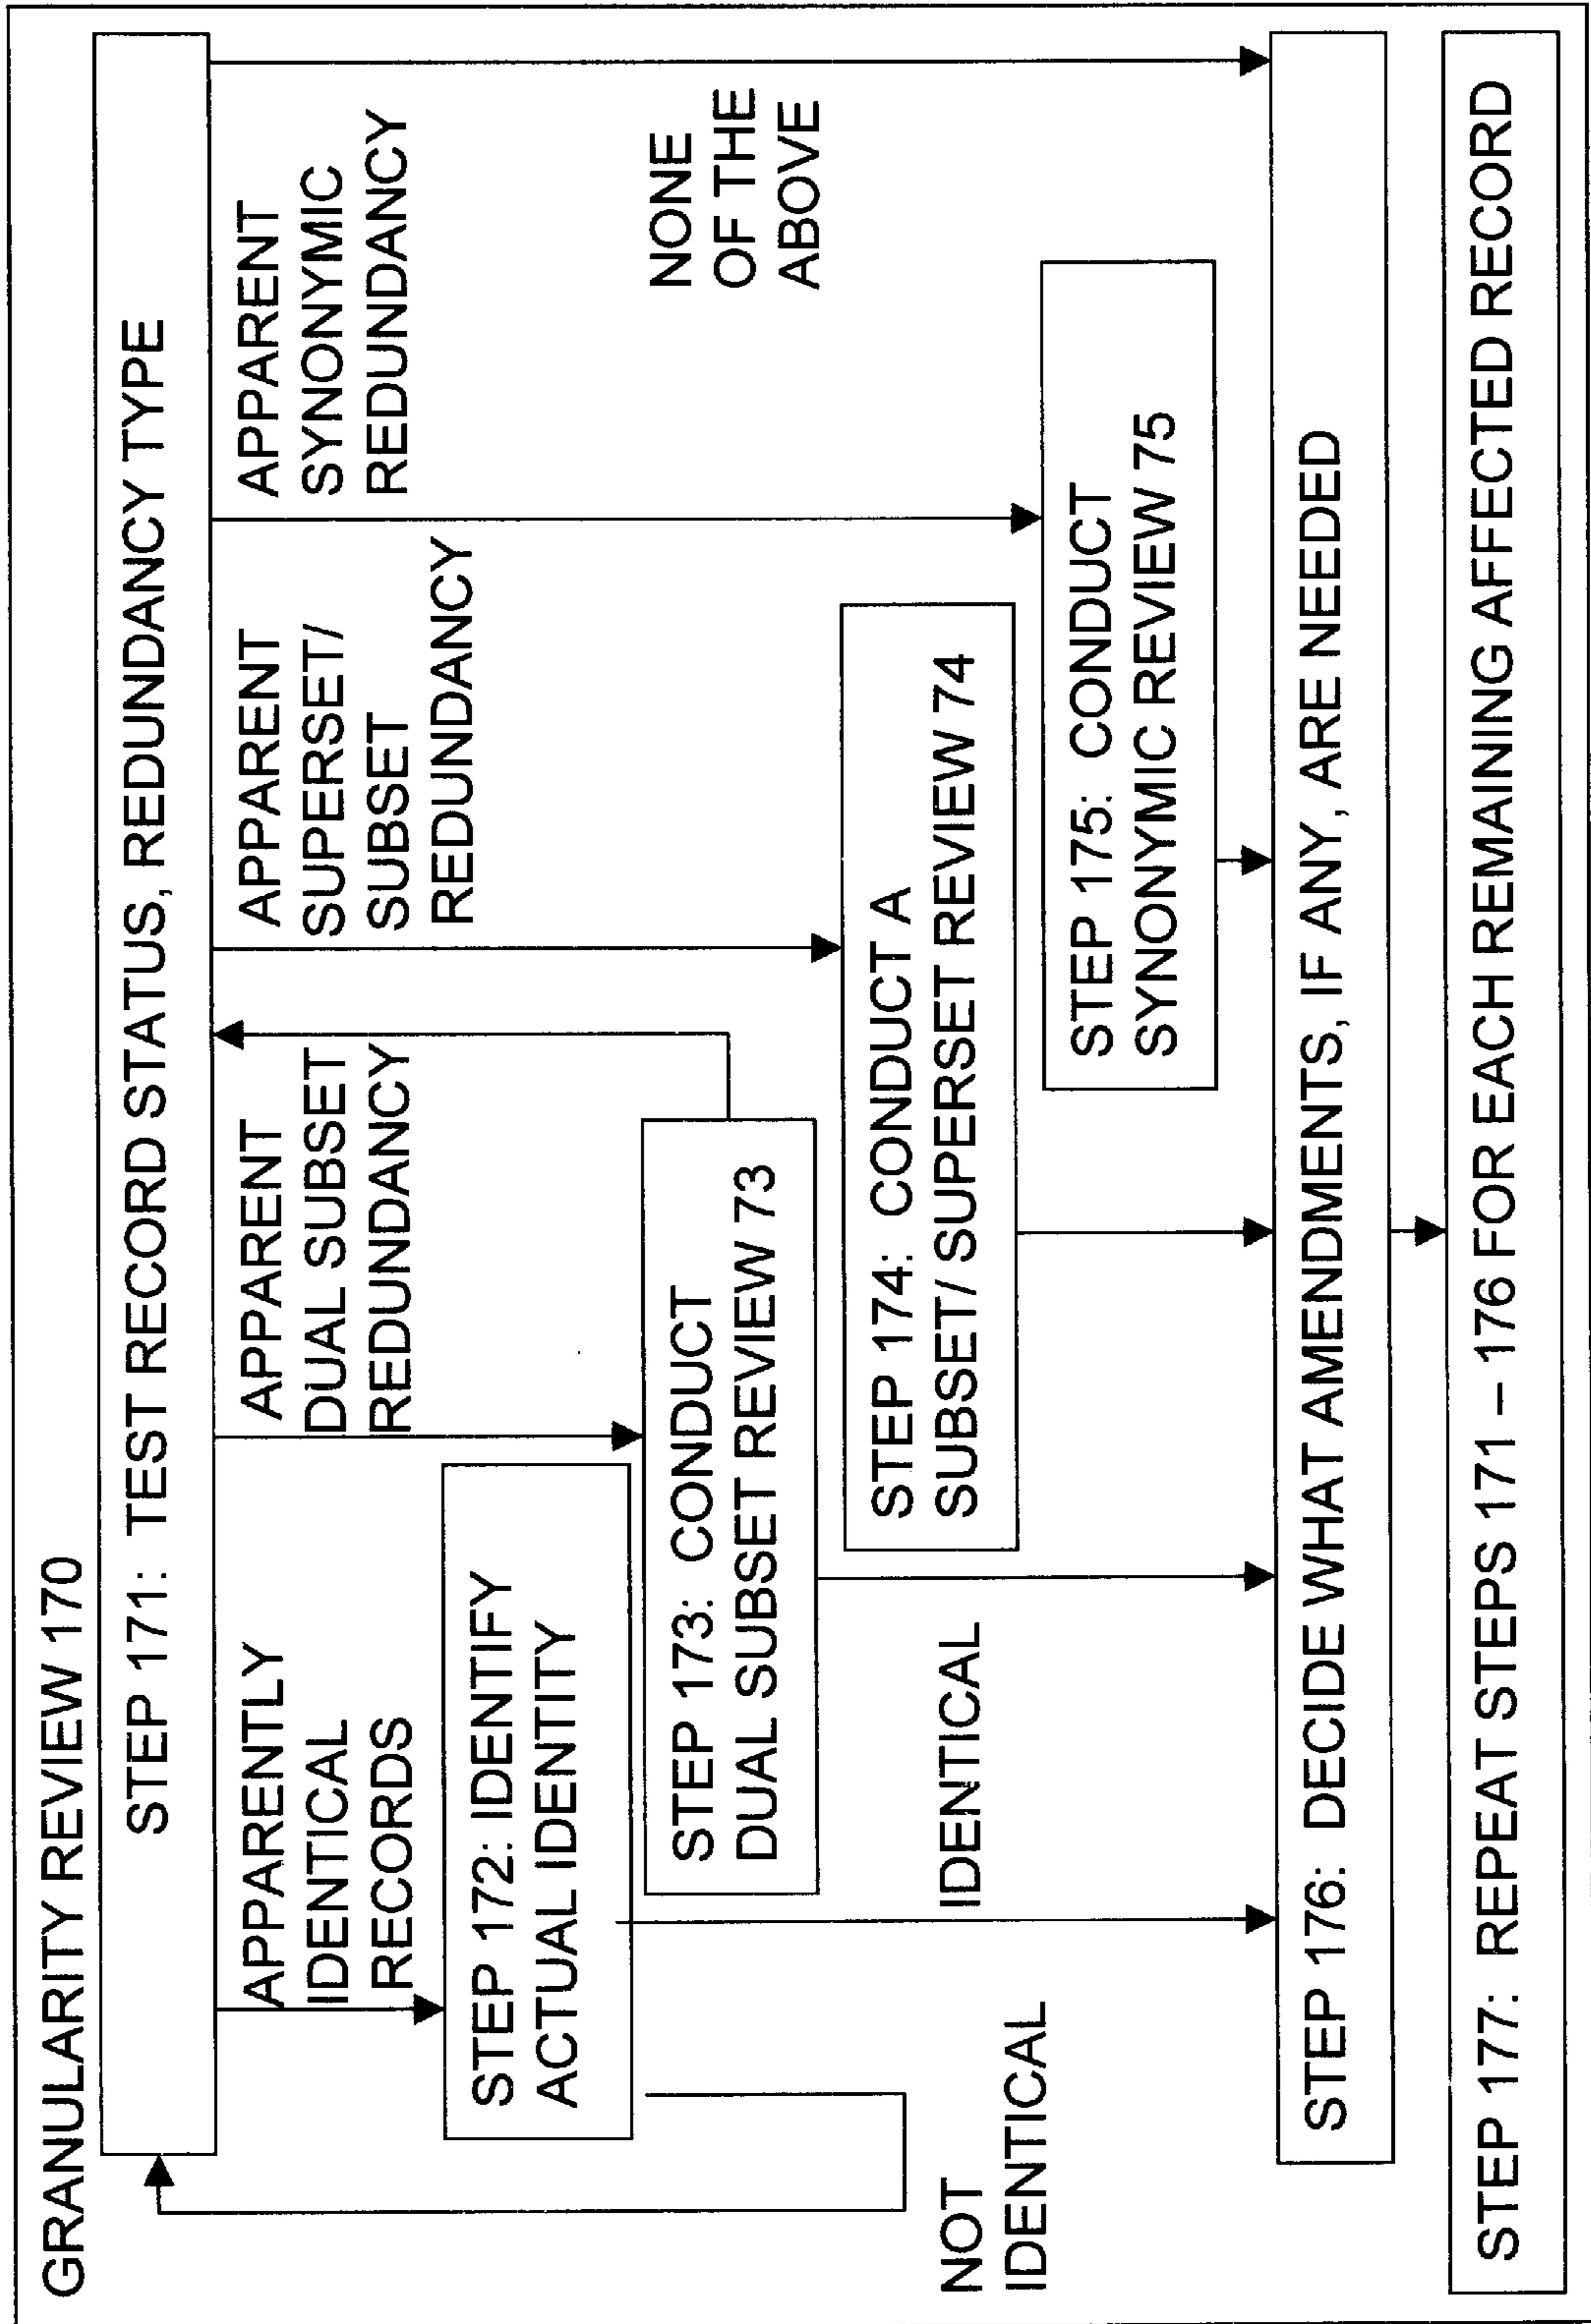 GRANULARITY REVIEW 170
STEP 171: TEST RECORD STATUS, REDUNDANCY TYPE
APPARENTLY
IDENTICAL
RECORDS
APPARENT
DUAL SUBSET
REDUNDANCY
APPARENT
SUPERSET/
SUBSET
REDUNDANCY
APPARENT
SYNONYMIC
REDUNDANCY
NONE
OF THE
ABOVE
STEP 172: IDENTIFY
ACTUAL IDENTITY
STEP 173: CONDUCT
DUAL SUBSET REVIEW 73
STEP 174: CONDUCT A
SUBSET/ SUPERSET REVIEW 74
STEP 175: CONDUCT
SYNONYMIC REVIEW 75
NOT
IDENTICAL
IDENTICAL
STEP 176: DECIDE WHAT AMENDMENTS, IF ANY, ARE NEEDED
STEP 177: REPEAT STEPS 171 – 176 FOR EACH REMAINING AFFECTED RECORD